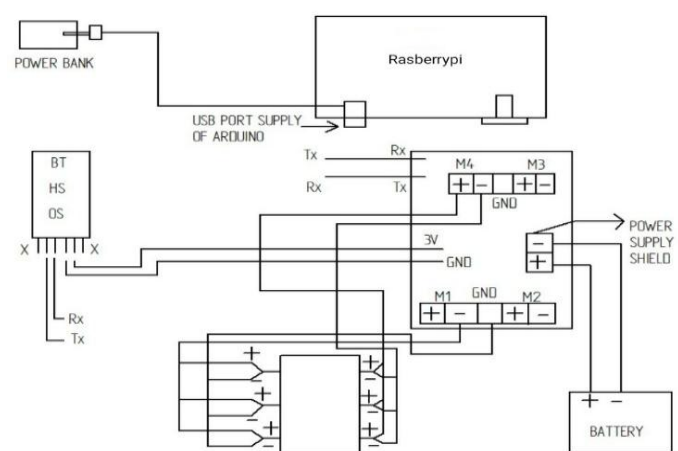 POWER BANK
Rasberrypi
USB PORT SUPPLY
OF ARDUINO
Tx
Rx
Rx
Tx
M4
M3
+ - + -
GND
BT
HS
OS
X X
3V
GND
-
+
POWER
SUPPLY
SHIELD
Rx
Tx
M1 GND M2
+ - + -
+ +
- -
+ +
- -
+ +
- -
+ -
BATTERY